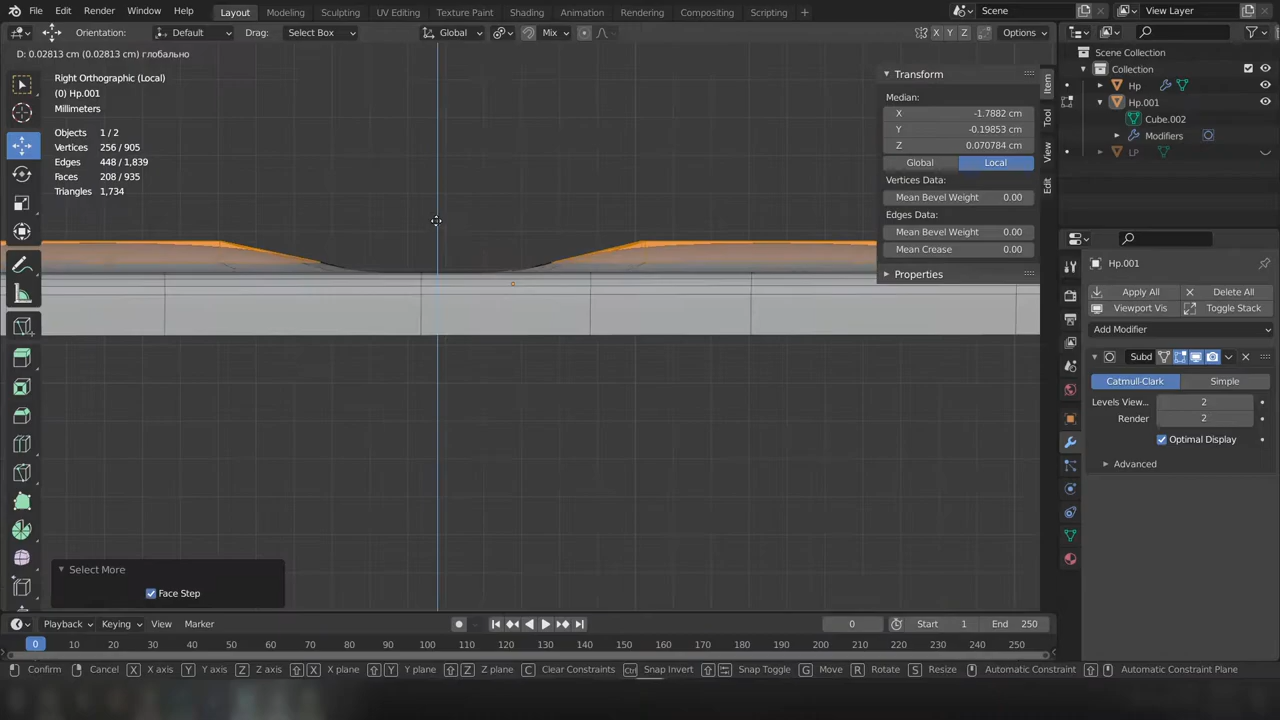 File Edit Render Window Help Layout Modeling Sculpting UV Editing Texture Paint Shading Animation Rendering Compositing Scripting Scene View Layer
Orientation: Default Drag: Select Box Global Mix X Y Z Options
D: 0.02813 cm (0.02813 cm) глобально
Right Orthographic (Local)
(0) Hp.001
Millimeters
Objects 1 / 2
Vertices 256 / 905
Edges 448 / 1,839
Faces 208 / 935
Triangles 1,734
Transform
Median:
X -1.7882 cm
Y -0.19853 cm
Z 0.070784 cm
Global Local
Vertices Data:
Mean Bevel Weight 0.00
Edges Data:
Mean Bevel Weight 0.00
Mean Crease 0.00
Properties
Item
Tool
View
Edit
Scene Collection
Collection
Hp
Hp.001
Cube.002
Modifiers
LP
Hp.001
Apply All Delete All
Viewport Vis Toggle Stack
Add Modifier
Subd
Catmull-Clark Simple
Levels View... 2
Render 2
Optimal Display
Advanced
Select More
Face Step
Playback Keying View Marker 0 Start 1 End 250
0 10 20 30 40 50 60 70 80 90 100 110 120 130 140 150 160 170 180 190 200 210 220 230 240 250
Confirm Cancel X X axis Y Y axis Z Z axis X X plane Y Y plane Z Z plane C Clear Constraints Ctrl Snap Invert Snap Toggle G Move R Rotate S Resize Automatic Constraint Automatic Constraint Plane